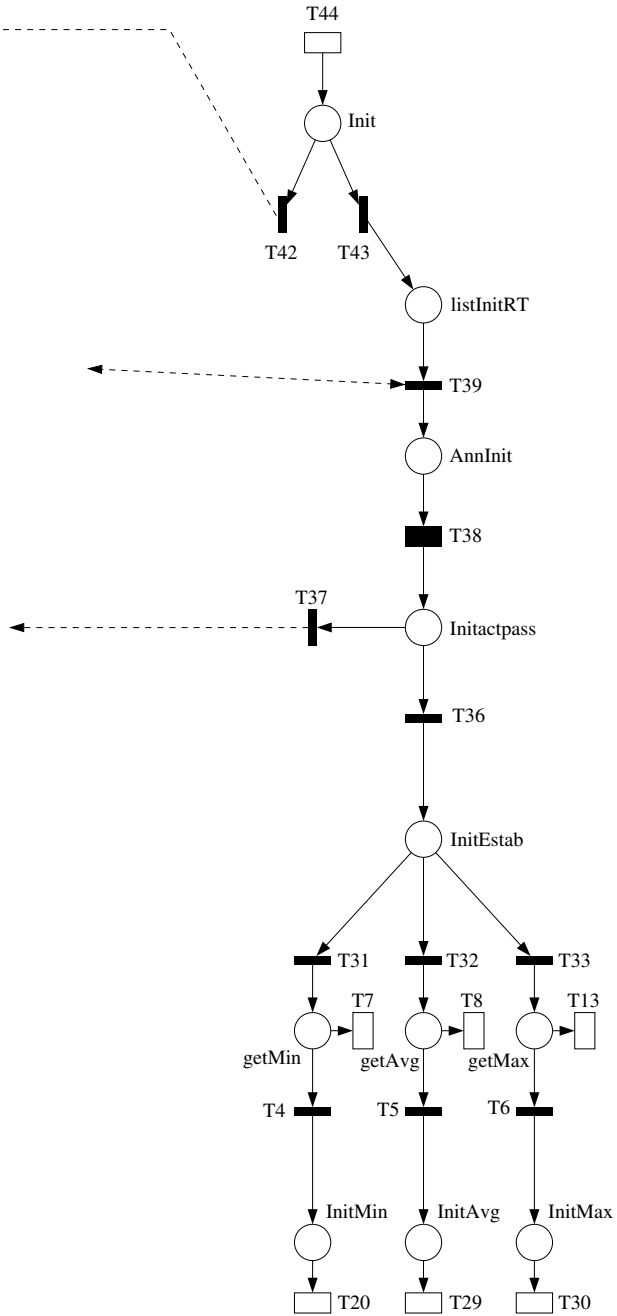 T44
Init
T42
T43
listInitRT
T39
AnnInit
T38
T37
Initactpass
T36
InitEstab
T31
T32
T33
T7
T8
T13
getMin
getAvg
getMax
T4
T5
T6
InitMin
InitAvg
InitMax
T20
T29
T30